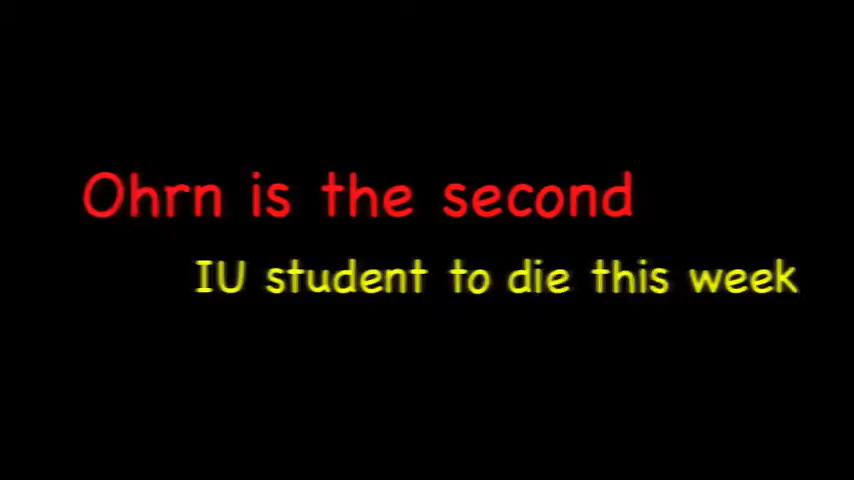 Ohrn is the second
IU student to die this week